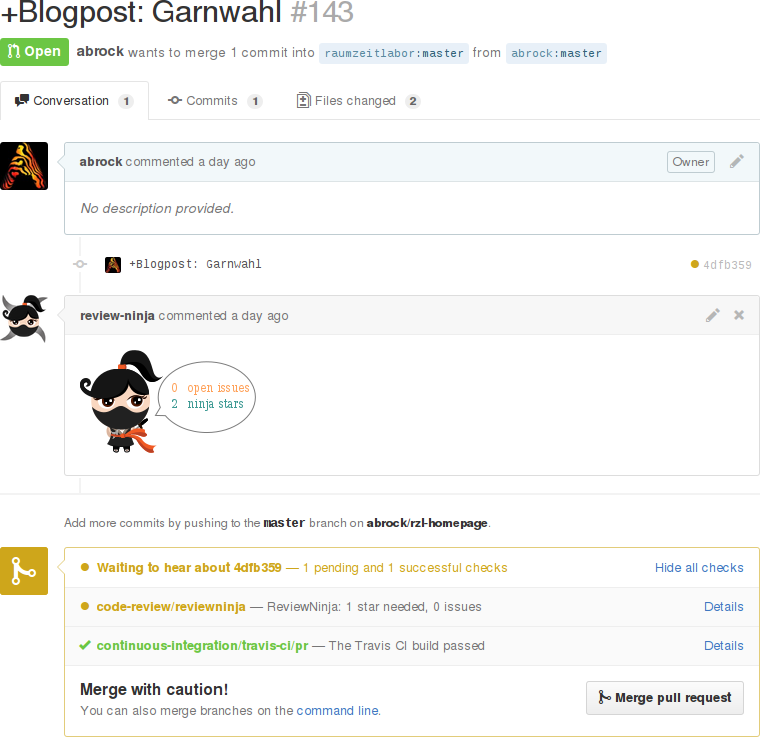 +Blogpost: Garnwahl #143
Open abrock wants to merge 1 commit into raumzeitlabor:master from abrock:master
Conversation 1 Commits 1 Files changed 2
abrock commented a day ago Owner
No description provided.
+Blogpost: Garnwahl 4dfb359
review-ninja commented a day ago
0 open issues
2 ninja stars
Add more commits by pushing to the master branch on abrock/rzl-homepage.
Waiting to hear about 4dfb359 — 1 pending and 1 successful checks Hide all checks
code-review/reviewninja — ReviewNinja: 1 star needed, 0 issues Details
continuous-integration/travis-ci/pr — The Travis CI build passed Details
Merge with caution!
You can also merge branches on the command line.
Merge pull request